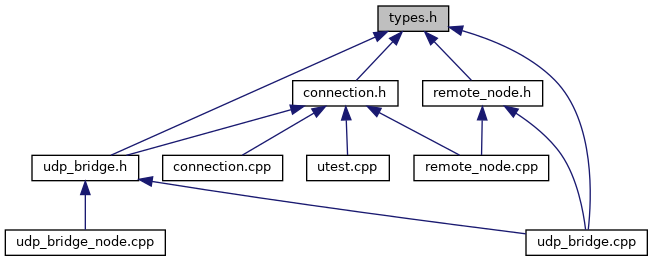 types.h
connection.h
remote_node.h
udp_bridge.h
connection.cpp
utest.cpp
remote_node.cpp
udp_bridge_node.cpp
udp_bridge.cpp